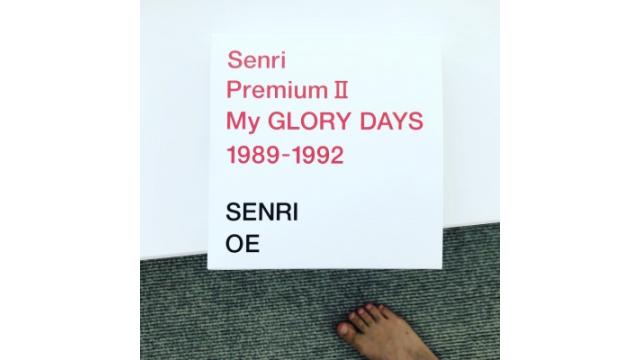 Senri
Premium Ⅱ
My GLORY DAYS
1989-1992
SENRI
OE